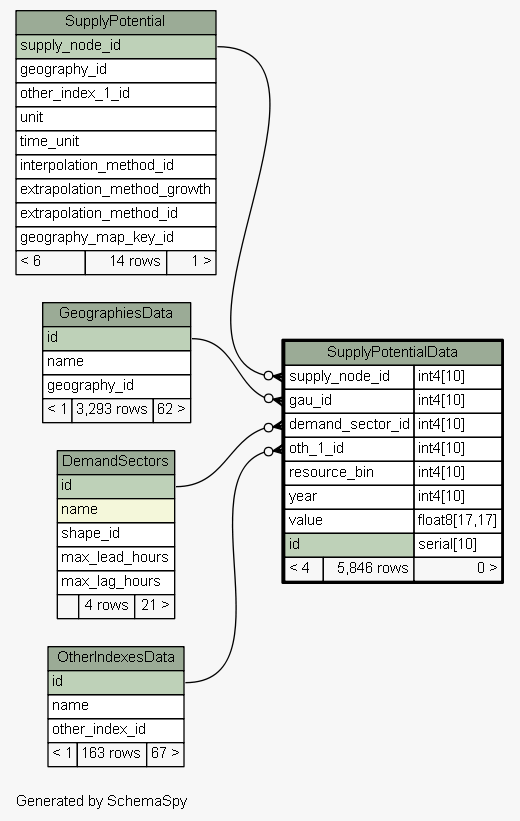 SupplyPotential
supply_node_id
geography_id
other_index_1_id
unit
time_unit
interpolation_method_id
extrapolation_method_growth
extrapolation_method_id
geography_map_key_id
< 6 14 rows 1 >
GeographiesData
id
name
geography_id
< 1 3,293 rows 62 >
DemandSectors
id
name
shape_id
max_lead_hours
max_lag_hours
4 rows 21 >
OtherIndexesData
id
name
other_index_id
< 1 163 rows 67 >
SupplyPotentialData
supply_node_id int4[10]
gau_id int4[10]
demand_sector_id int4[10]
oth_1_id int4[10]
resource_bin int4[10]
year int4[10]
value float8[17,17]
id serial[10]
< 4 5,846 rows 0 >
Generated by SchemaSpy